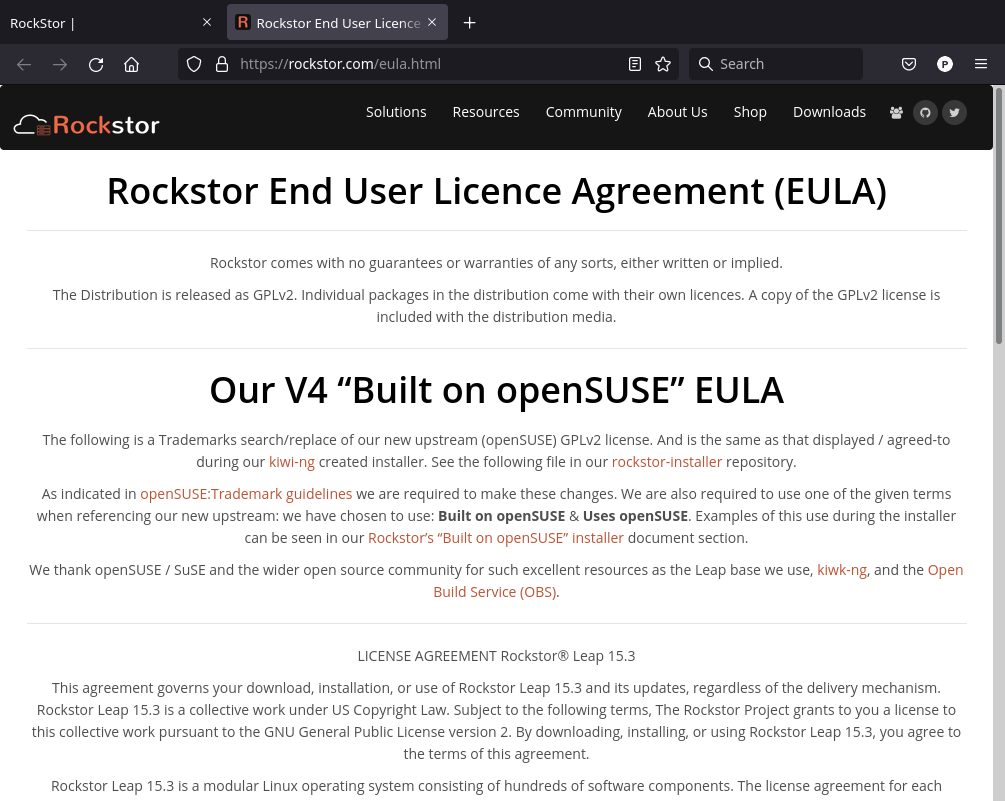 RockStor |
Rockstor End User Licence
https://rockstor.com/eula.html
Search
P
Rockstor
Solutions Resources Community About Us Shop Downloads
Rockstor End User Licence Agreement (EULA)
Rockstor comes with no guarantees or warranties of any sorts, either written or implied.
The Distribution is released as GPLv2. Individual packages in the distribution come with their own licences. A copy of the GPLv2 license is
included with the distribution media.
Our V4 “Built on openSUSE” EULA
The following is a Trademarks search/replace of our new upstream (openSUSE) GPLv2 license. And is the same as that displayed / agreed-to
during our kiwi-ng created installer. See the following file in our rockstor-installer repository.
As indicated in openSUSE:Trademark guidelines we are required to make these changes. We are also required to use one of the given terms
when referencing our new upstream: we have chosen to use: Built on openSUSE & Uses openSUSE. Examples of this use during the installer
can be seen in our Rockstor’s “Built on openSUSE” installer document section.
We thank openSUSE / SuSE and the wider open source community for such excellent resources as the Leap base we use, kiwk-ng, and the Open
Build Service (OBS).
LICENSE AGREEMENT Rockstor® Leap 15.3
This agreement governs your download, installation, or use of Rockstor Leap 15.3 and its updates, regardless of the delivery mechanism.
Rockstor Leap 15.3 is a collective work under US Copyright Law. Subject to the following terms, The Rockstor Project grants to you a license to
this collective work pursuant to the GNU General Public License version 2. By downloading, installing, or using Rockstor Leap 15.3, you agree to
the terms of this agreement.
Rockstor Leap 15.3 is a modular Linux operating system consisting of hundreds of software components. The license agreement for each